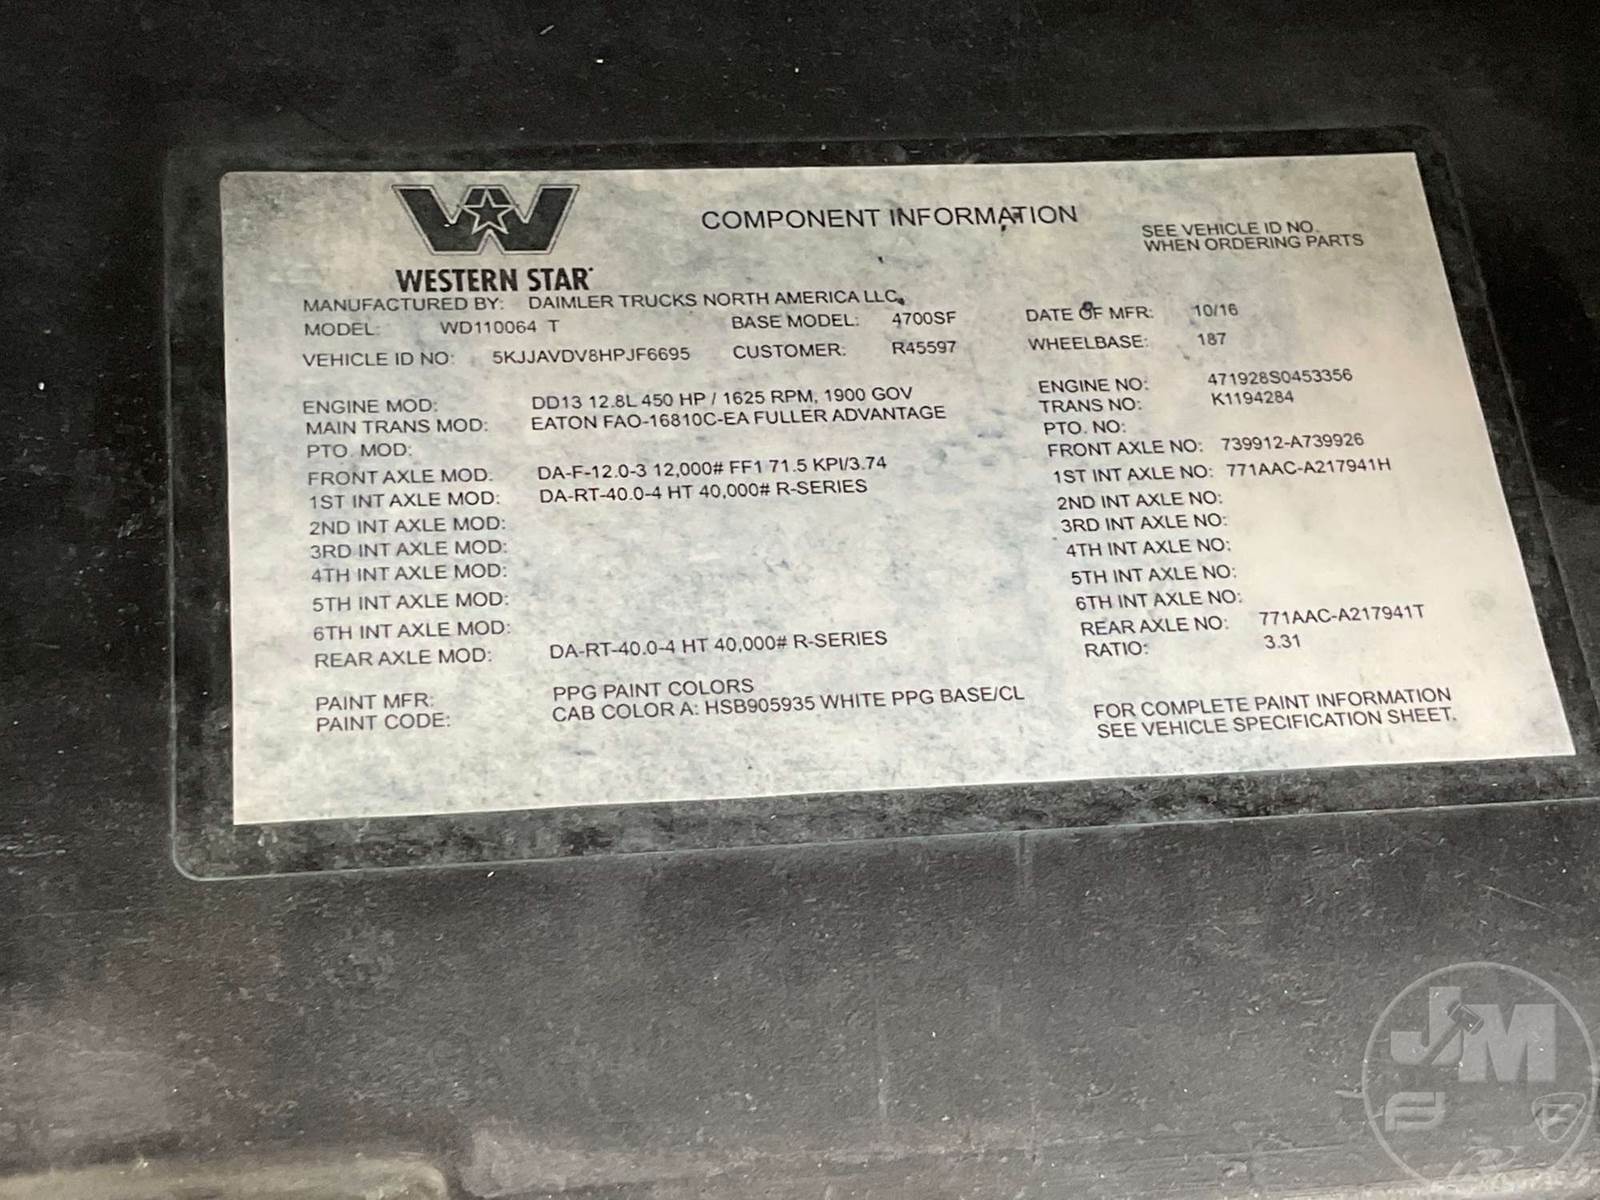 WESTERN STAR
COMPONENT INFORMATION
SEE VEHICLE ID NO.
WHEN ORDERING PARTS
MANUFACTURED BY: DAIMLER TRUCKS NORTH AMERICA LLC.
MODEL: WD110064 T BASE MODEL: 4700SF DATE OF MFR: 10/16
VEHICLE ID NO: 5KJJAVDV8HPJF6695 CUSTOMER: R45597 WHEELBASE: 187
ENGINE MOD: DD13 12.8L 450 HP / 1625 RPM, 1900 GOV ENGINE NO: 471928S0453356
MAIN TRANS MOD: EATON FAO-16810C-EA FULLER ADVANTAGE TRANS NO: K1194284
PTO. MOD: PTO. NO:
FRONT AXLE MOD: DA-F-12.0-3 12,000# FF1 71.5 KPI/3.74 FRONT AXLE NO: 739912-A739926
1ST INT AXLE MOD: DA-RT-40.0-4 HT 40,000# R-SERIES 1ST INT AXLE NO: 771AAC-A217941H
2ND INT AXLE MOD: 2ND INT AXLE NO:
3RD INT AXLE MOD: 3RD INT AXLE NO:
4TH INT AXLE MOD: 4TH INT AXLE NO:
5TH INT AXLE MOD: 5TH INT AXLE NO:
6TH INT AXLE MOD: 6TH INT AXLE NO:
REAR AXLE MOD: DA-RT-40.0-4 HT 40,000# R-SERIES REAR AXLE NO: 771AAC-A217941T
RATIO: 3.31
PAINT MFR: PPG PAINT COLORS
PAINT CODE: CAB COLOR A: HSB905935 WHITE PPG BASE/CL
FOR COMPLETE PAINT INFORMATION
SEE VEHICLE SPECIFICATION SHEET.
JM